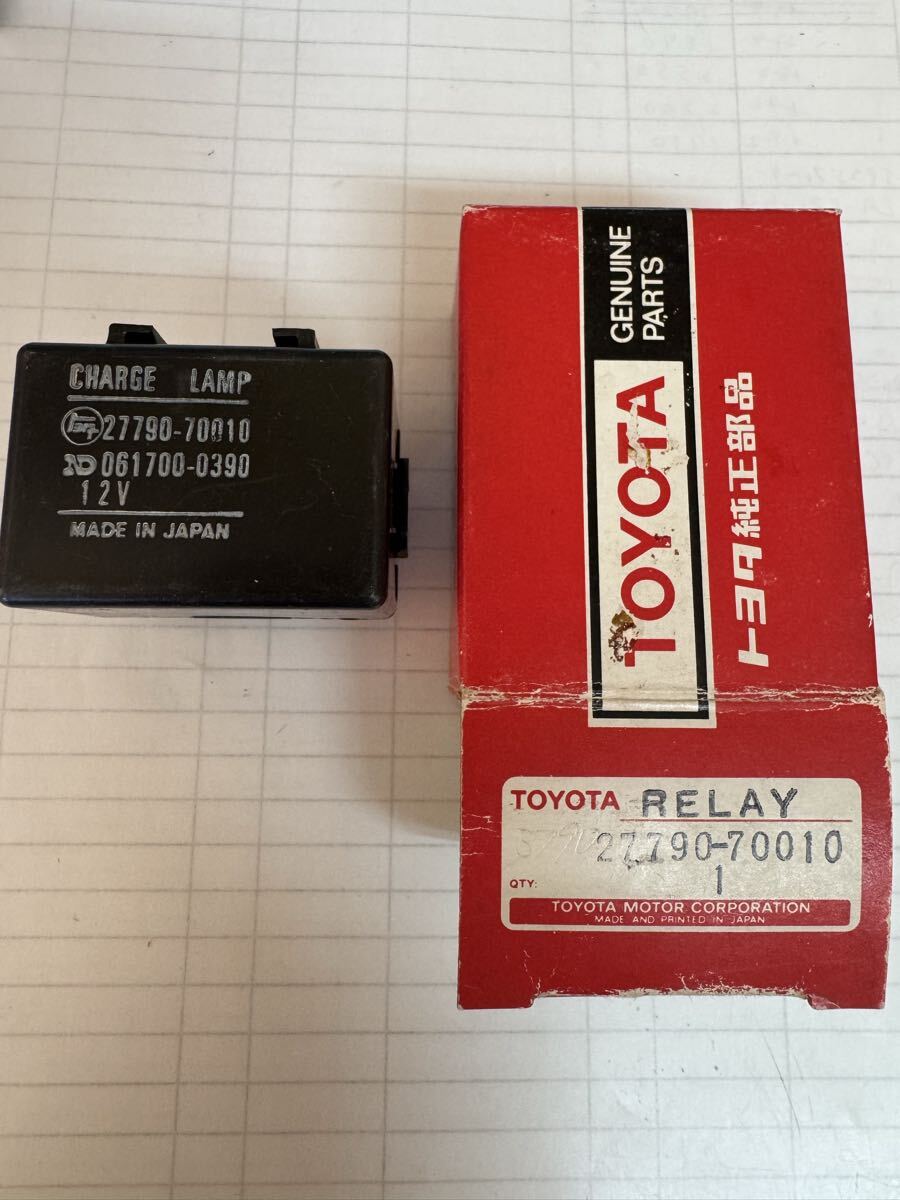 CHARGE LAMP
27790-70010
ND 061700-0390
12V
MADE IN JAPAN
GENUINE
PARTS
TOYOTA
トヨタ純正部品
TOYOTA RELAY
27790-70010
QTY: 1
TOYOTA MOTOR CORPORATION
MADE AND PRINTED IN JAPAN